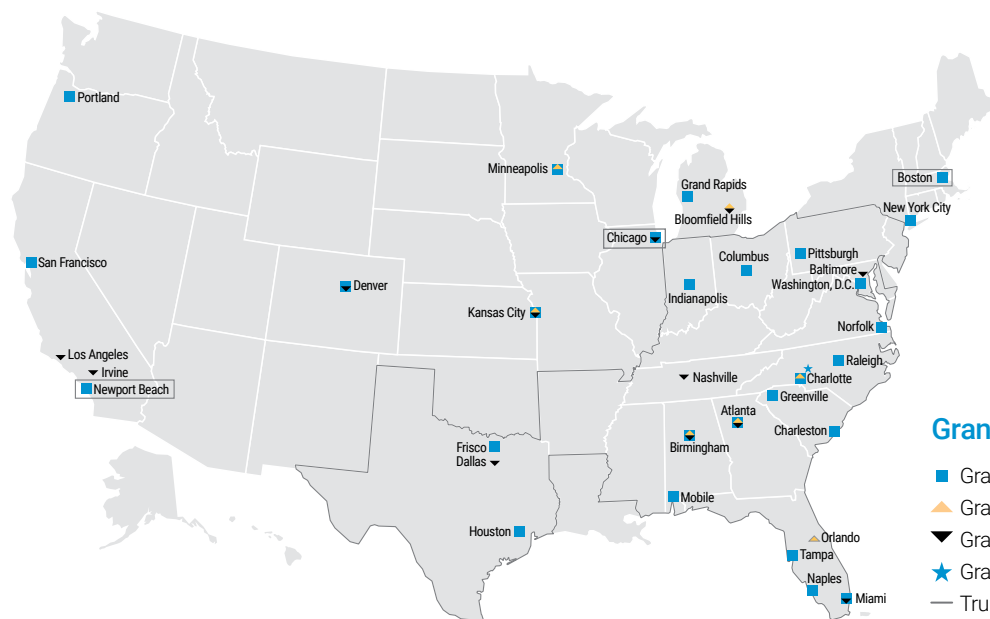 Portland
Minneapolis
Boston
Grand Rapids
Bloomfield Hills
New York City
Chicago
San Francisco
Columbus
Pittsburgh
Baltimore
Washington, D.C.
Denver
Indianapolis
Kansas City
Norfolk
Los Angeles
Irvine
Newport Beach
Nashville
Raleigh
Charlotte
Greenville
Atlanta
Charleston
Birmingham
Frisco
Dallas
Mobile
Houston
Orlando
Tampa
Naples
Miami
Gran
Gra
Gra
Gra
Gra
Tru